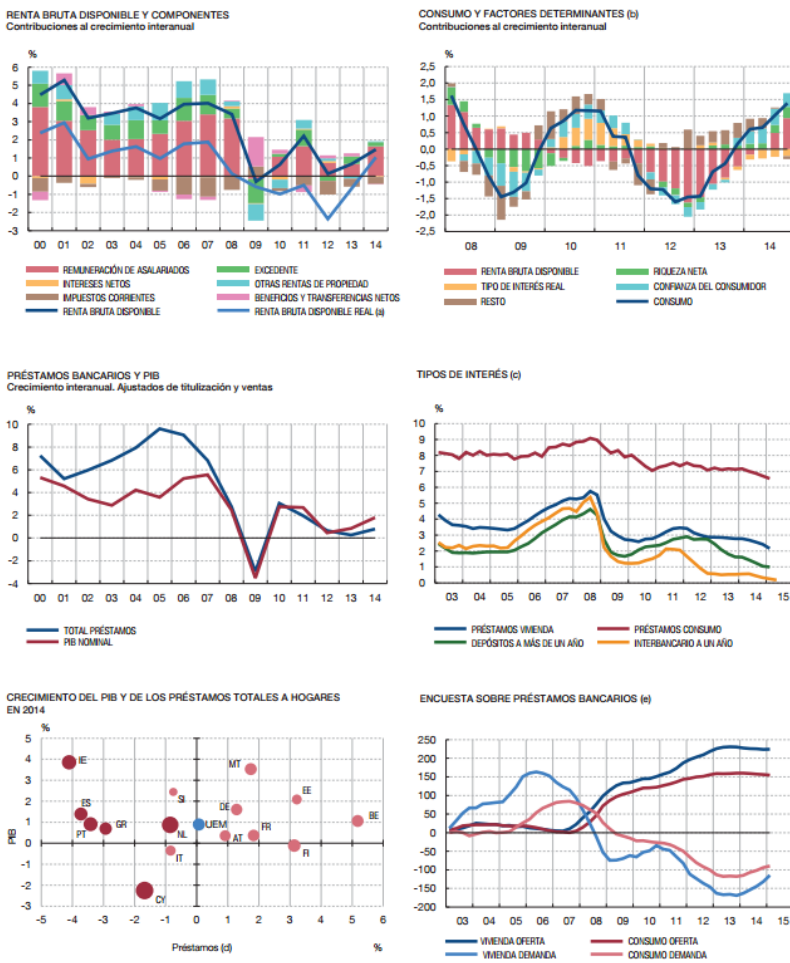 RENTA BRUTA DISPONIBLE Y COMPONENTES
Contribuciones al crecimiento interanual
%
6
5
4
3
2
1
0
-1
-2
-3
00 01 02 03 04 05 06 07 08 09 10 11 12 13 14
REMUNERACIÓN DE ASALARIADOS EXCEDENTE
INTERESES NETOS OTRAS RENTAS DE PROPIEDAD
IMPUESTOS CORRIENTES BENEFICIOS Y TRANSFERENCIAS NETOS
RENTA BRUTA DISPONIBLE RENTA BRUTA DISPONIBLE REAL (a)
CONSUMO Y FACTORES DETERMINANTES (b)
Contribuciones al crecimiento interanual
%
2,5
2,0
1,5
1,0
0,5
0,0
-0,5
-1,0
-1,5
-2,0
-2,5
08 09 10 11 12 13 14
RENTA BRUTA DISPONIBLE RIQUEZA NETA
TIPO DE INTERÉS REAL CONFIANZA DEL CONSUMIDOR
RESTO CONSUMO
PRÉSTAMOS BANCARIOS Y PIB
Crecimiento interanual. Ajustados de titulización y ventas
%
10
8
6
4
2
0
-2
-4
00 01 02 03 04 05 06 07 08 09 10 11 12 13 14
TOTAL PRÉSTAMOS
PIB NOMINAL
TIPOS DE INTERÉS (c)
%
10
9
8
7
6
5
4
3
2
1
0
03 04 05 06 07 08 09 10 11 12 13 14 15
PRÉSTAMOS VIVIENDA PRÉSTAMOS CONSUMO
DEPÓSITOS A MÁS DE UN AÑO INTERBANCARIO A UN AÑO
CRECIMIENTO DEL PIB Y DE LOS PRÉSTAMOS TOTALES A HOGARES
EN 2014
%
5
4
3
2
1
0
-1
-2
-3
PIB
IE
MT
SI
EE
ES
DE
BE
PT
GR
NL
UEM
AT
FR
IT
FI
CY
-5 -4 -3 -2 -1 0 1 2 3 4 5 6
Préstamos (d) %
ENCUESTA SOBRE PRÉSTAMOS BANCARIOS (e)
250
200
150
100
50
0
-50
-100
-150
-200
03 04 05 06 07 08 09 10 11 12 13 14 15
VIVIENDA OFERTA CONSUMO OFERTA
VIVIENDA DEMANDA CONSUMO DEMANDA